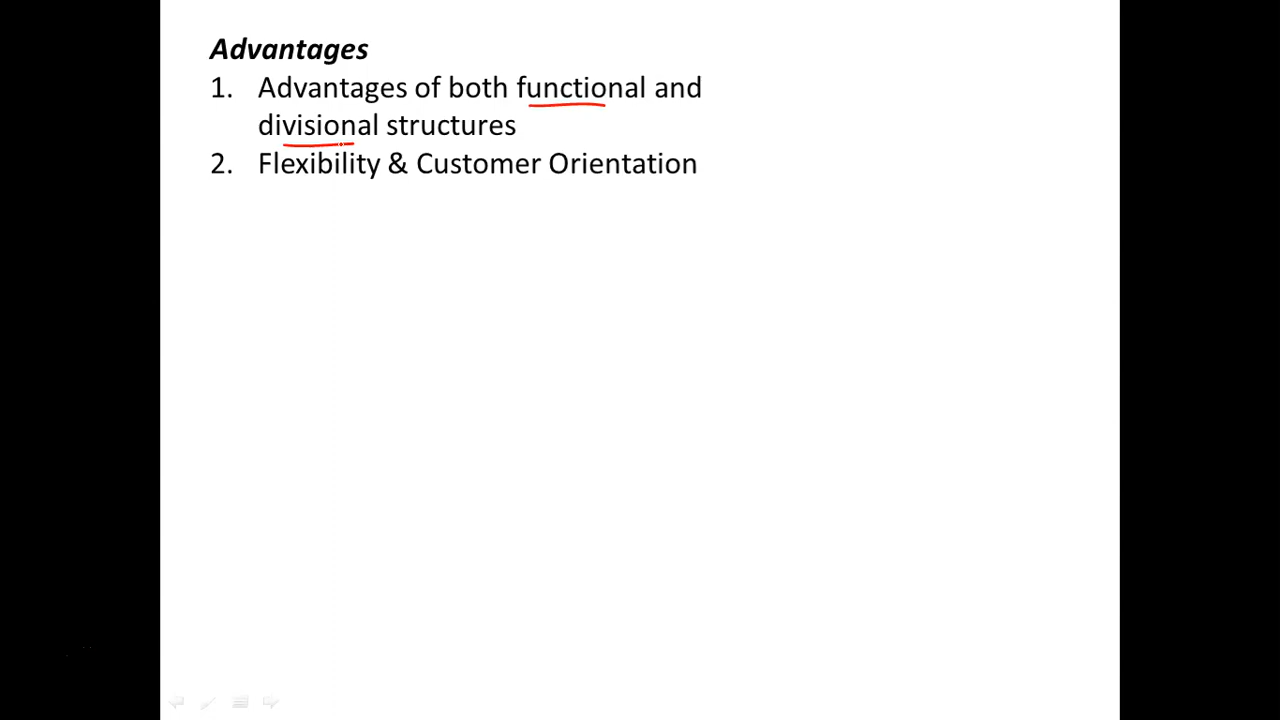 Advantages
1. Advantages of both functional and
divisional structures
2. Flexibility & Customer Orientation